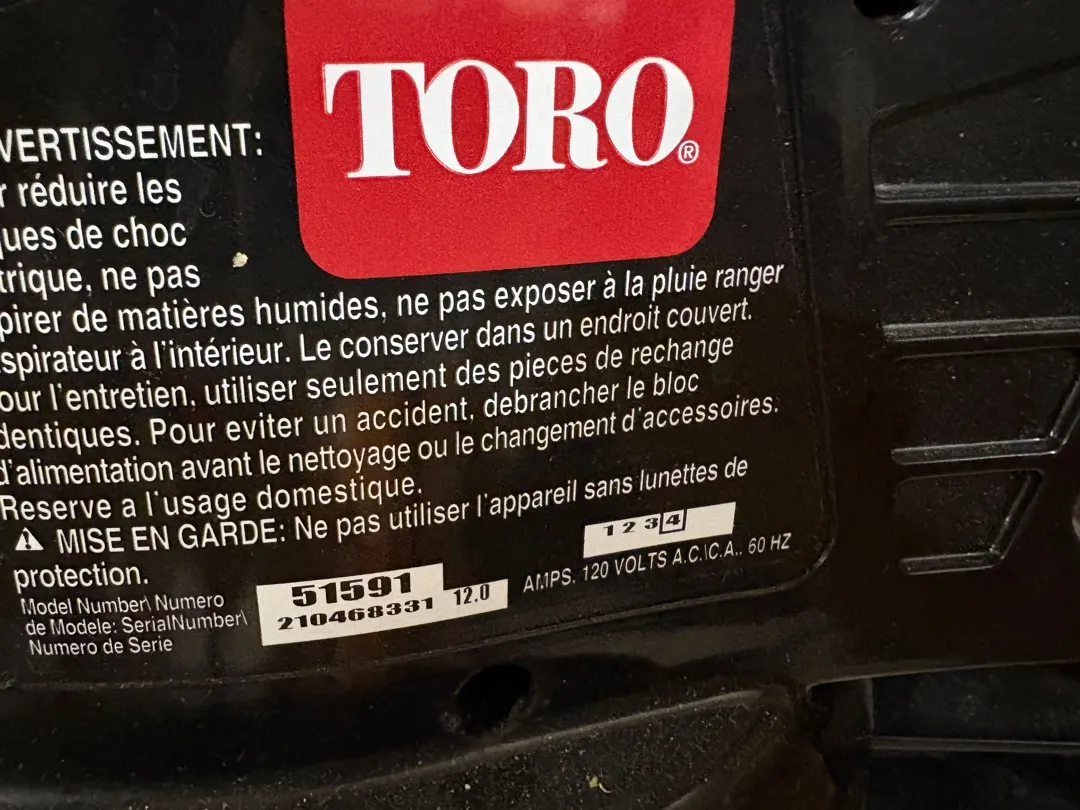 TORO®
VERTISSEMENT:
r réduire les
ques de choc
trique, ne pas
pirer de matières humides, ne pas exposer à la pluie ranger
spirateur à l'intérieur. Le conserver dans un endroit couvert.
our l'entretien, utiliser seulement des pieces de rechange
dentiques. Pour eviter un accident, debrancher le bloc
d'alimentation avant le nettoyage ou le changement d'accessoires.
Reserve a l'usage domestique.
⚠ MISE EN GARDE: Ne pas utiliser l'appareil sans lunettes de
protection.
1 2 3 4
Model Number\ Numero
de Modele: SerialNumber\
Numero de Serie
51591
210468331
12.0
AMPS. 120 VOLTS A.C.\C.A.. 60 HZ